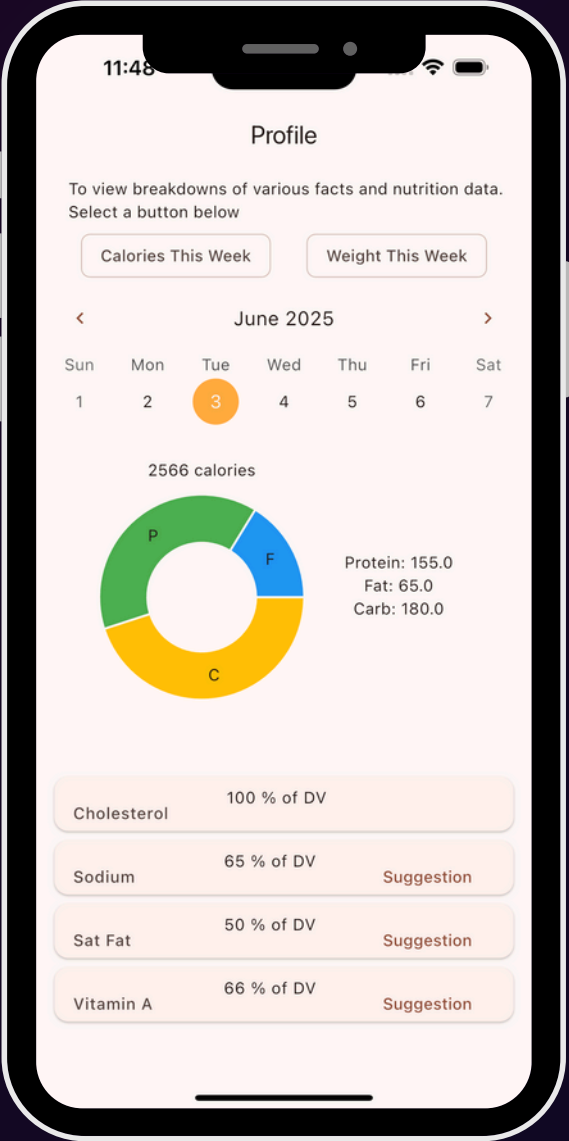 11:48
Profile
To view breakdowns of various facts and nutrition data.
Select a button below
Calories This Week
Weight This Week
June 2025
Sun Mon Tue Wed Thu Fri Sat
1 2 3 4 5 6 7
2566 calories
P
F
C
Protein: 155.0
Fat: 65.0
Carb: 180.0
100 % of DV
Cholesterol
65 % of DV
Sodium
Suggestion
50 % of DV
Sat Fat
Suggestion
66 % of DV
Vitamin A
Suggestion